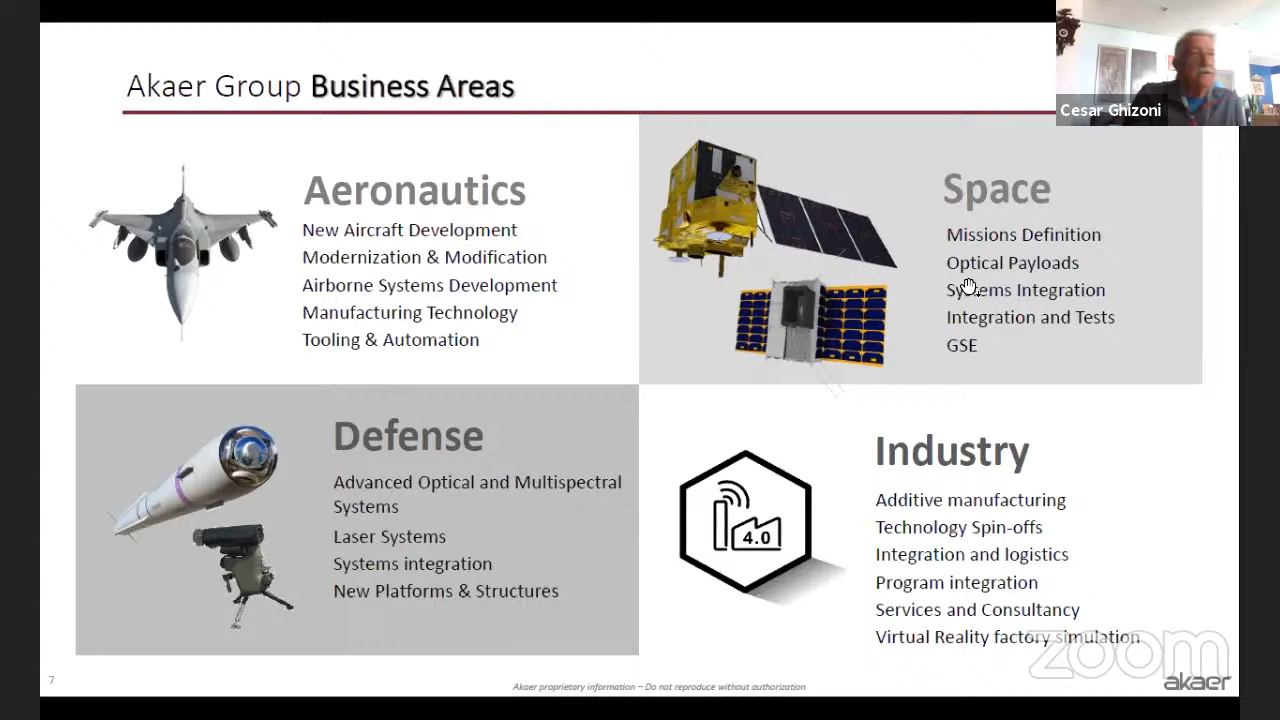 Akaer Group Business Areas
Cesar Ghizoni
Aeronautics
New Aircraft Development
Modernization & Modification
Airborne Systems Development
Manufacturing Technology
Tooling & Automation
Space
Missions Definition
Optical Payloads
Systems Integration
Integration and Tests
GSE
Defense
Advanced Optical and Multispectral
Systems
Laser Systems
Systems integration
New Platforms & Structures
4.0
Industry
Additive manufacturing
Technology Spin-offs
Integration and logistics
Program integration
Services and Consultancy
Virtual Reality factory simulation
zoom
akaer
7
Akaer proprietary information – Do not reproduce without authorization